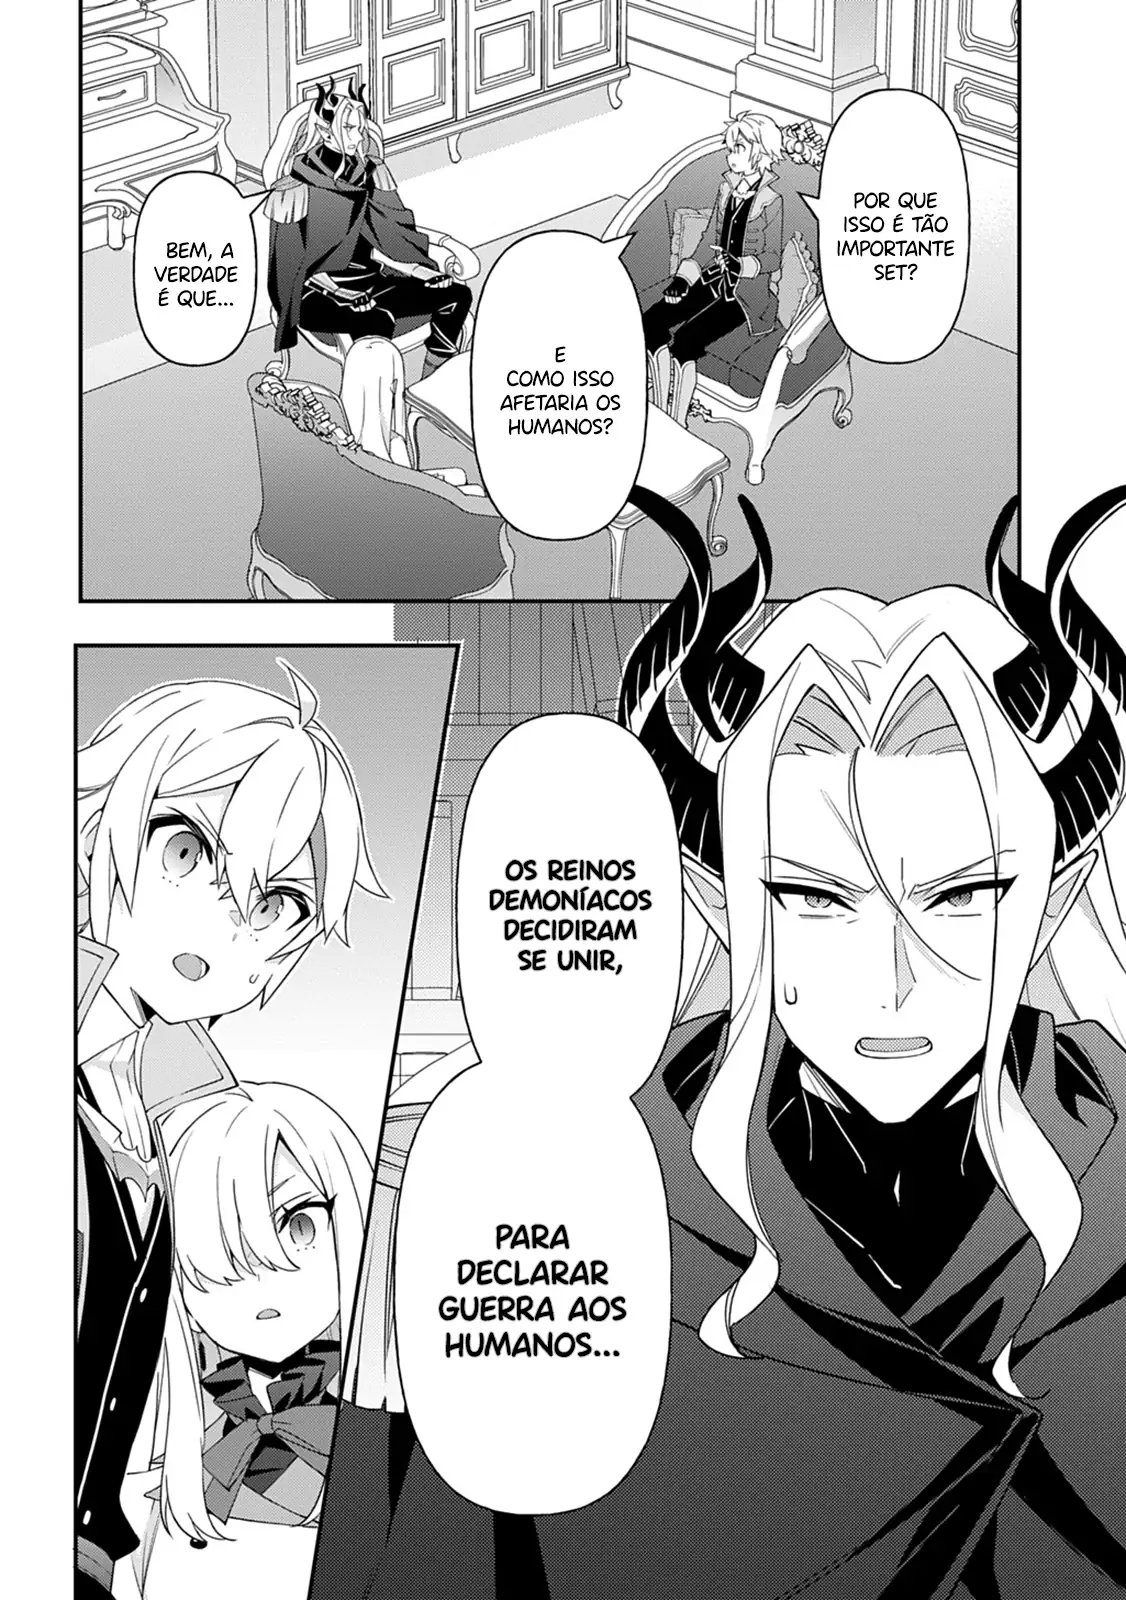 POR QUE
ISSO É TÃO
IMPORTANTE
SET?
E
COMO ISSO
AFETARIA OS
HUMANOS?
BEM, A
VERDADE
É QUE...
OS REINOS
DEMONÍACOS
DECIDIRAM
SE UNIR,
PARA
DECLARAR
GUERRA AOS
HUMANOS...